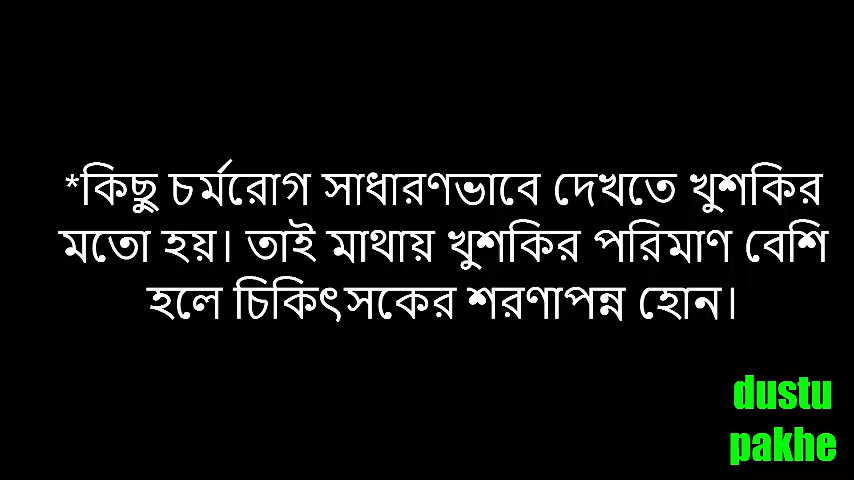 *কিছু চর্মরোগ সাধারণভাবে দেখতে খুশকির
মতো হয়। তাই মাথায় খুশকির পরিমাণ বেশি
হলে চিকিৎসকের শরণাপন্ন হোন।
dustu
pakhe